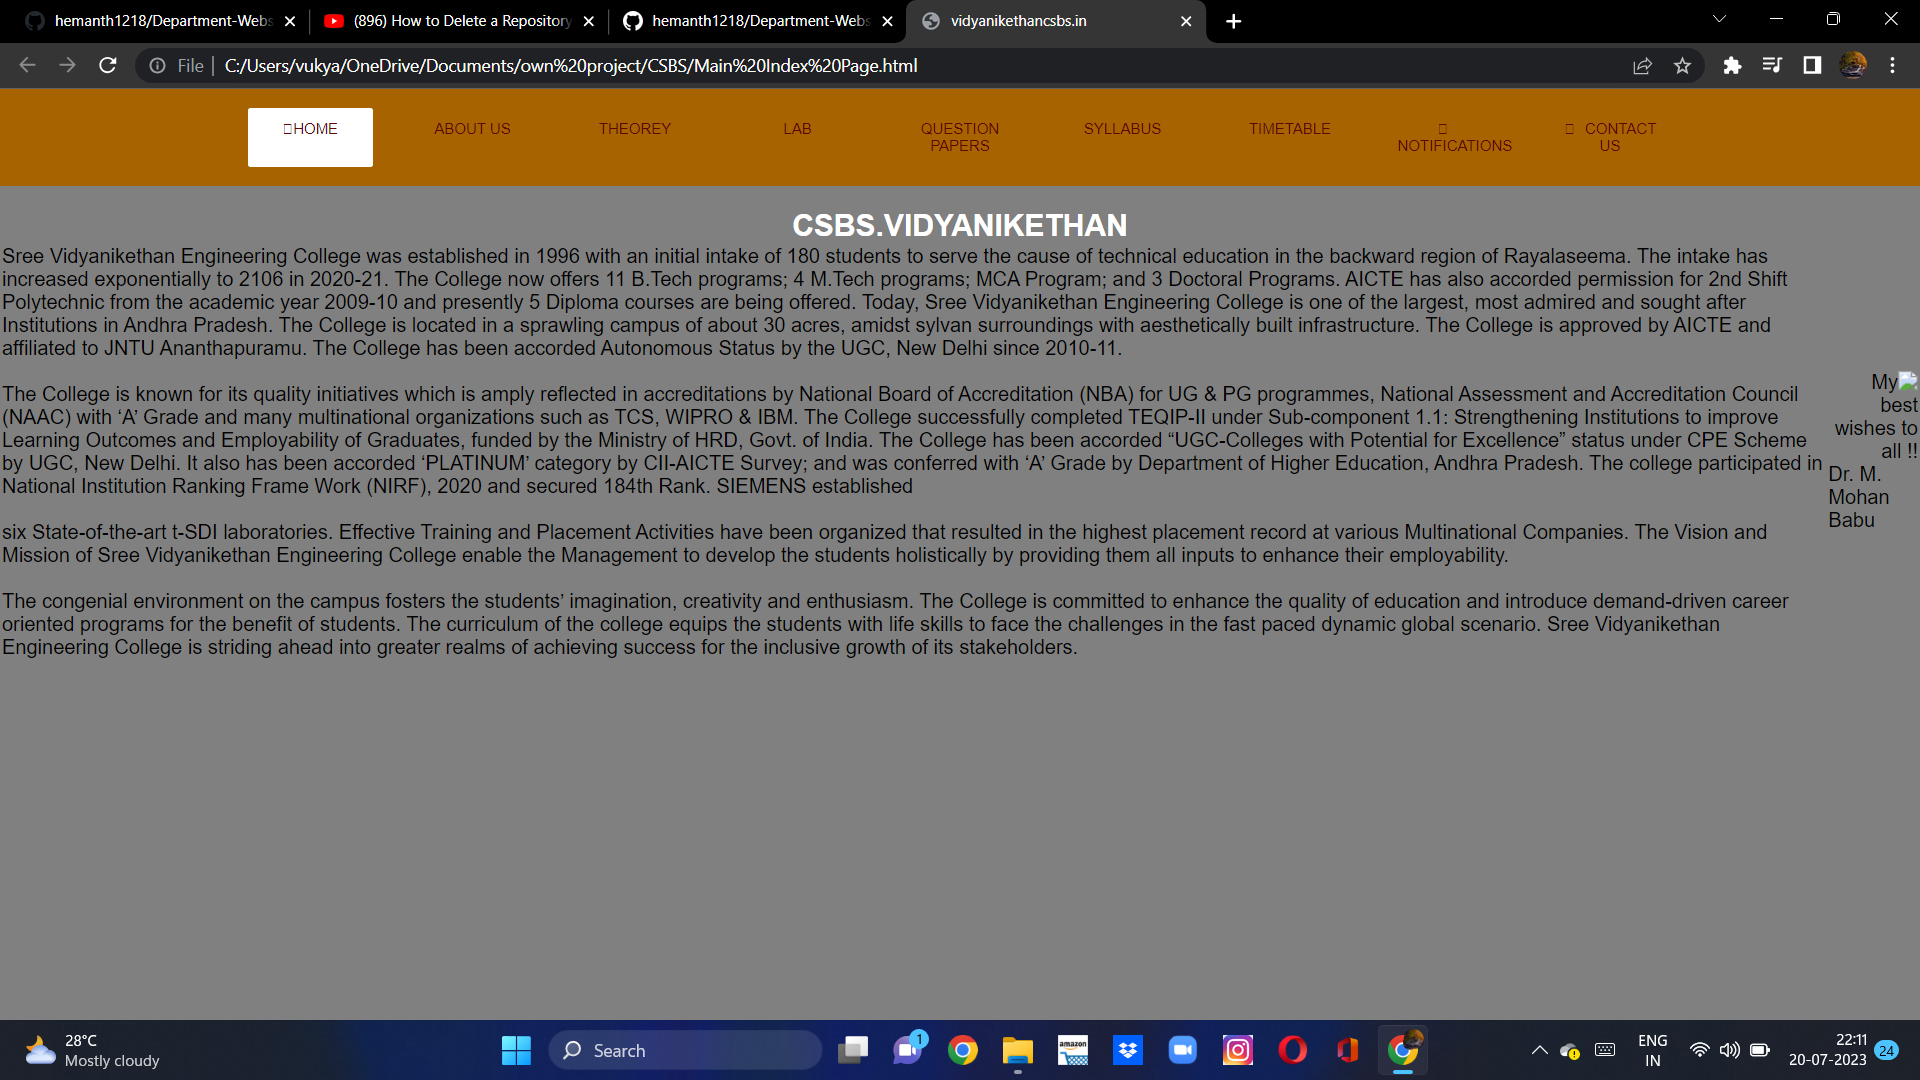 hemanth1218/Department-Webs
(896) How to Delete a Repository
hemanth1218/Department-Webs
vidyanikethancsbs.in
File
C:/Users/vukya/OneDrive/Documents/own%20project/CSBS/Main%20Index%20Page.html
HOME
ABOUT US
THEOREY
LAB
QUESTION
PAPERS
SYLLABUS
TIMETABLE
NOTIFICATIONS
CONTACT
US
CSBS.VIDYANIKETHAN
Sree Vidyanikethan Engineering College was established in 1996 with an initial intake of 180 students to serve the cause of technical education in the backward region of Rayalaseema. The intake has
increased exponentially to 2106 in 2020-21. The College now offers 11 B.Tech programs; 4 M.Tech programs; MCA Program; and 3 Doctoral Programs. AICTE has also accorded permission for 2nd Shift
Polytechnic from the academic year 2009-10 and presently 5 Diploma courses are being offered. Today, Sree Vidyanikethan Engineering College is one of the largest, most admired and sought after
Institutions in Andhra Pradesh. The College is located in a sprawling campus of about 30 acres, amidst sylvan surroundings with aesthetically built infrastructure. The College is approved by AICTE and
affiliated to JNTU Ananthapuramu. The College has been accorded Autonomous Status by the UGC, New Delhi since 2010-11.
The College is known for its quality initiatives which is amply reflected in accreditations by National Board of Accreditation (NBA) for UG & PG programmes, National Assessment and Accreditation Council
(NAAC) with ‘A’ Grade and many multinational organizations such as TCS, WIPRO & IBM. The College successfully completed TEQIP-II under Sub-component 1.1: Strengthening Institutions to improve
Learning Outcomes and Employability of Graduates, funded by the Ministry of HRD, Govt. of India. The College has been accorded “UGC-Colleges with Potential for Excellence” status under CPE Scheme
by UGC, New Delhi. It also has been accorded ‘PLATINUM’ category by CII-AICTE Survey; and was conferred with ‘A’ Grade by Department of Higher Education, Andhra Pradesh. The college participated in
National Institution Ranking Frame Work (NIRF), 2020 and secured 184th Rank. SIEMENS established
six State-of-the-art t-SDI laboratories. Effective Training and Placement Activities have been organized that resulted in the highest placement record at various Multinational Companies. The Vision and
Mission of Sree Vidyanikethan Engineering College enable the Management to develop the students holistically by providing them all inputs to enhance their employability.
The congenial environment on the campus fosters the students’ imagination, creativity and enthusiasm. The College is committed to enhance the quality of education and introduce demand-driven career
oriented programs for the benefit of students. The curriculum of the college equips the students with life skills to face the challenges in the fast paced dynamic global scenario. Sree Vidyanikethan
Engineering College is striding ahead into greater realms of achieving success for the inclusive growth of its stakeholders.
My
best
wishes to
all !!
Dr. M.
Mohan
Babu
28°C
Mostly cloudy
Search
1
amazon
ENG
IN
22:11
20-07-2023
24